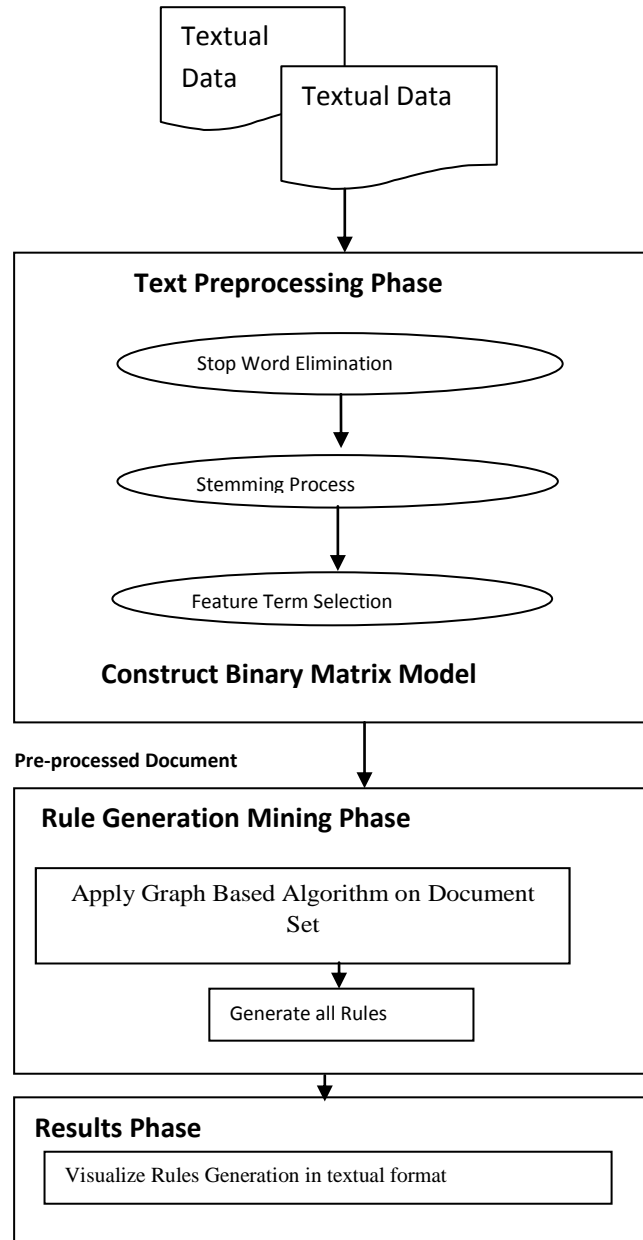 Textual
Data
Textual Data
Text Preprocessing Phase
Stop Word Elimination
Stemming Process
Feature Term Selection
Construct Binary Matrix Model
Pre-processed Document
Rule Generation Mining Phase
Apply Graph Based Algorithm on Document
Set
Generate all Rules
Results Phase
Visualize Rules Generation in textual format